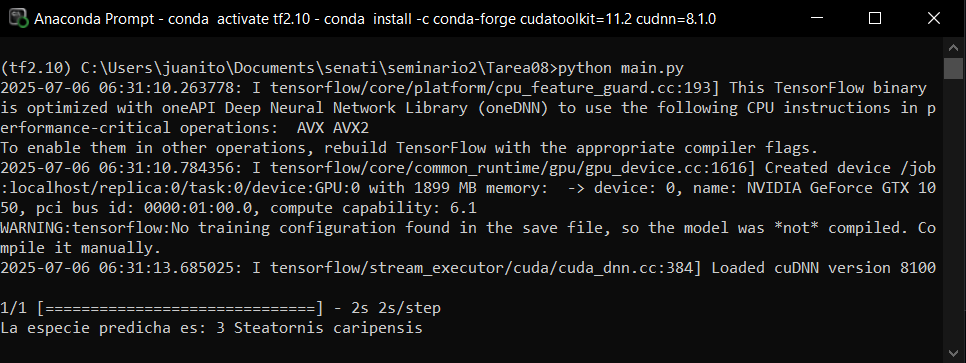 Anaconda Prompt - conda  activate tf2.10 - conda  install -c conda-forge cudatoolkit=11.2 cudnn=8.1.0
(tf2.10) C:\Users\juanito\Documents\senati\seminario2\Tarea08>python main.py
2025-07-06 06:31:10.263778: I tensorflow/core/platform/cpu_feature_guard.cc:193] This TensorFlow binary
is optimized with oneAPI Deep Neural Network Library (oneDNN) to use the following CPU instructions in p
erformance-critical operations:  AVX AVX2
To enable them in other operations, rebuild TensorFlow with the appropriate compiler flags.
2025-07-06 06:31:10.784356: I tensorflow/core/common_runtime/gpu/gpu_device.cc:1616] Created device /job
:localhost/replica:0/task:0/device:GPU:0 with 1899 MB memory:  -> device: 0, name: NVIDIA GeForce GTX 10
50, pci bus id: 0000:01:00.0, compute capability: 6.1
WARNING:tensorflow:No training configuration found in the save file, so the model was *not* compiled. Co
mpile it manually.
2025-07-06 06:31:13.685025: I tensorflow/stream_executor/cuda/cuda_dnn.cc:384] Loaded cuDNN version 8100
1/1 [==============================] - 2s 2s/step
La especie predicha es: 3 Steatornis caripensis